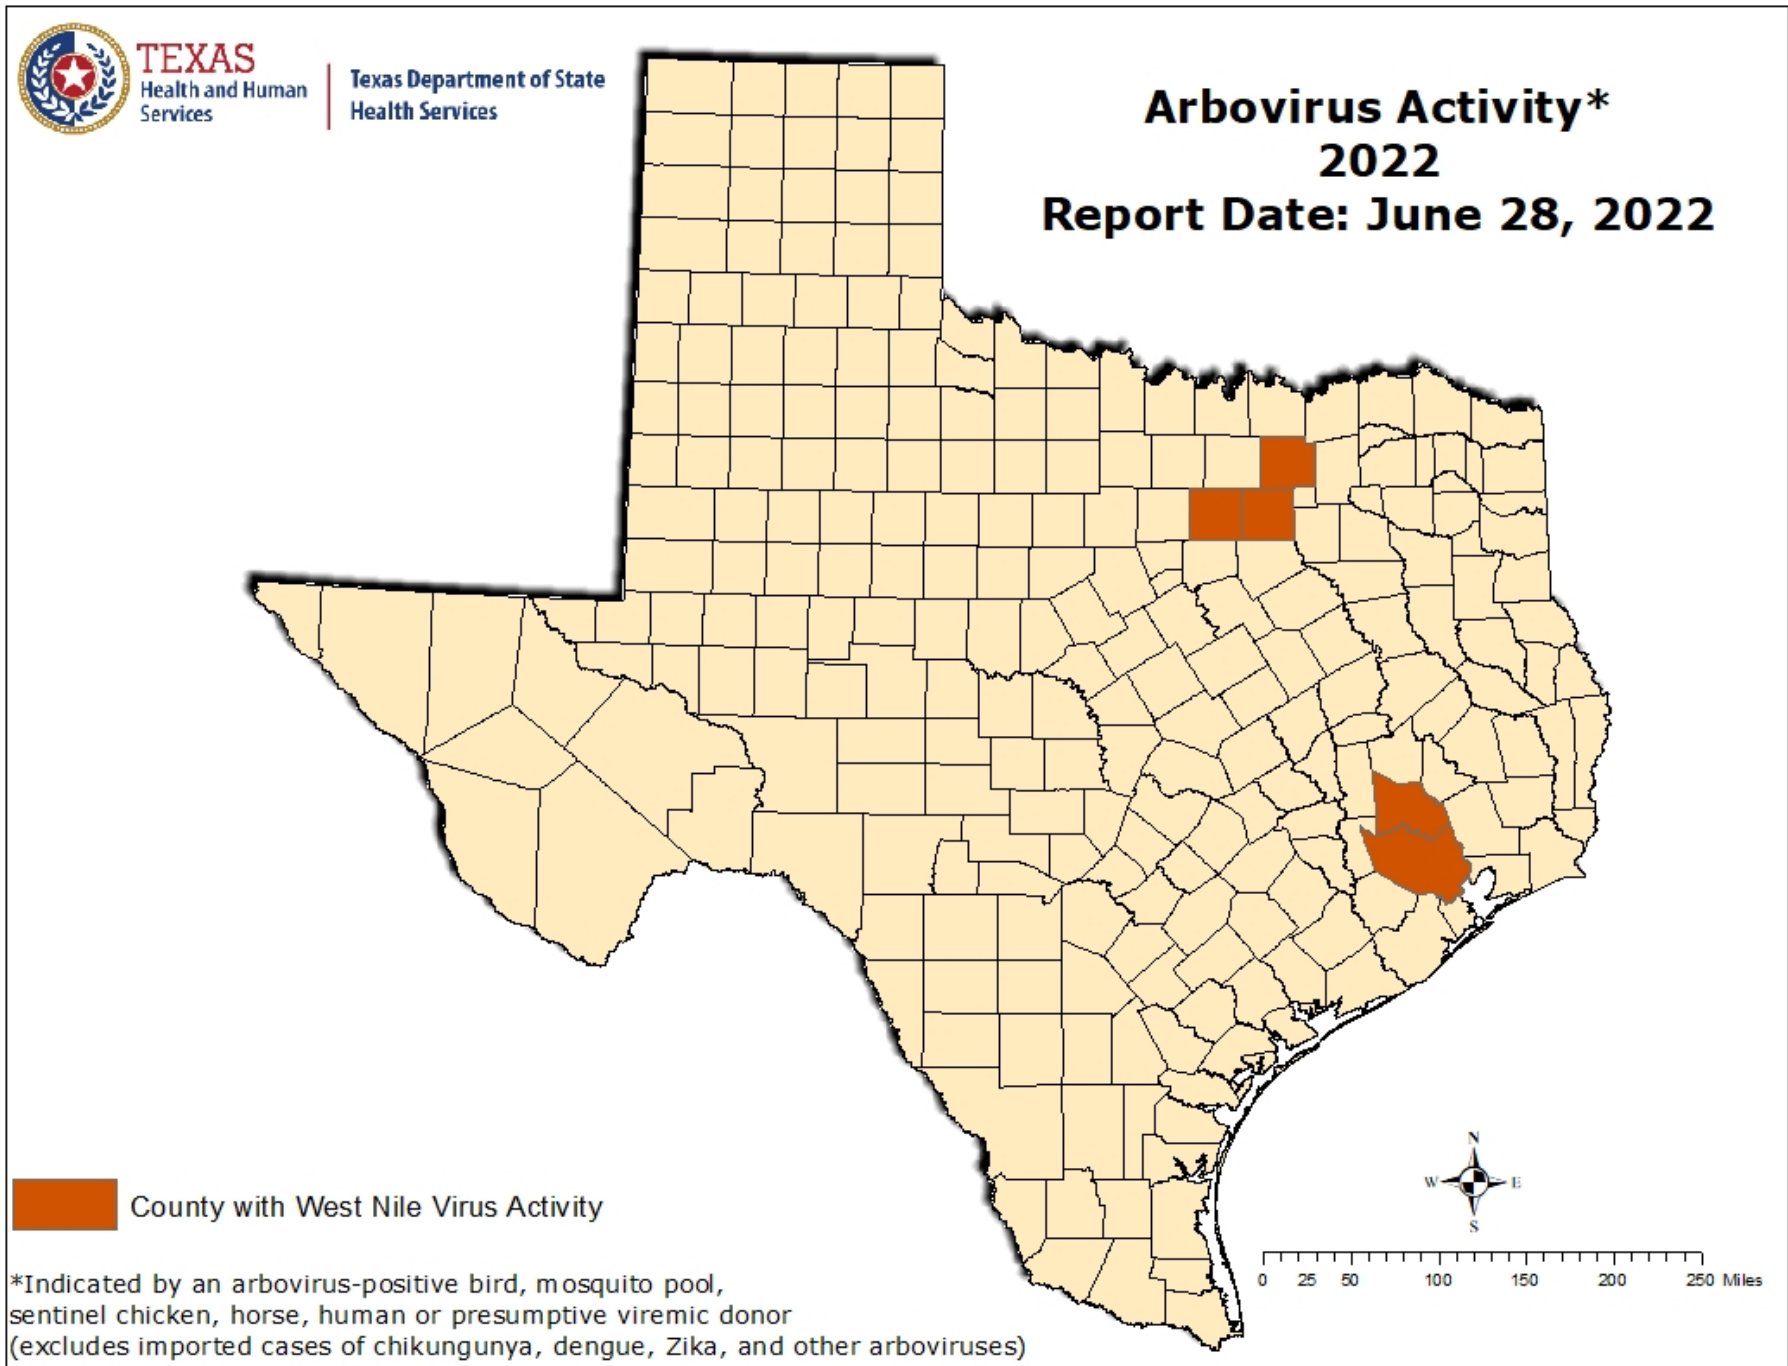 TEXAS
Health and Human
Services
Texas Department of State
Health Services
Arbovirus Activity*
2022
Report Date: June 28, 2022
County with West Nile Virus Activity
*Indicated by an arbovirus-positive bird, mosquito pool,
sentinel chicken, horse, human or presumptive viremic donor
(excludes imported cases of chikungunya, dengue, Zika, and other arboviruses)
N
W E
S
0 25 50 100 150 200 250 Miles